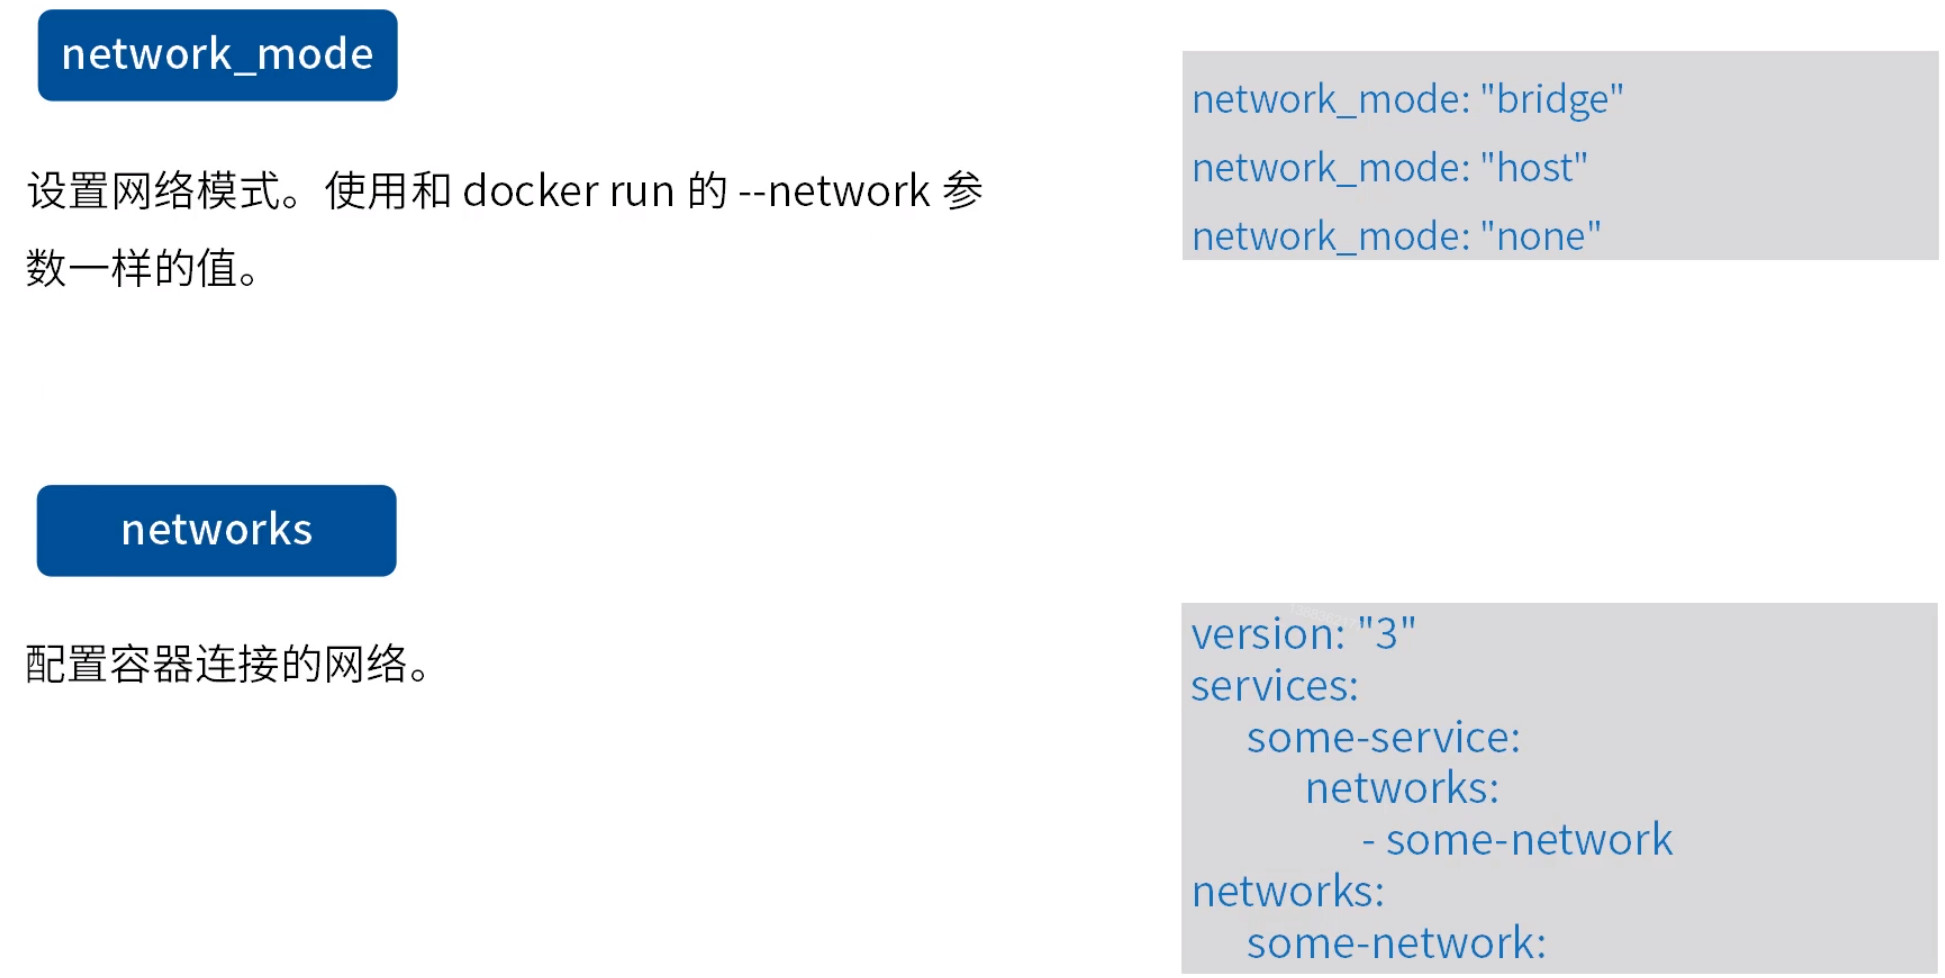 network_mode
设置网络模式。使用和 docker run 的 --network 参
数一样的值。
network_mode: "bridge"
network_mode: "host"
network_mode: "none"
networks
配置容器连接的网络。
version: "3"
services:
some-service:
networks:
- some-network
networks:
some-network: